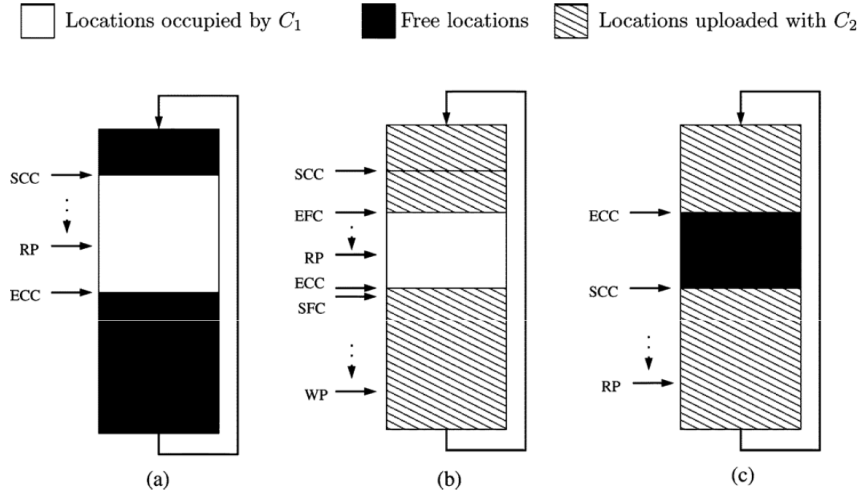 Locations occupied by C1 Free locations Locations uploaded with C2
SCC
RP
ECC
(a)
SCC
EFC
RP
ECC
SFC
WP
(b)
ECC
SCC
RP
(c)